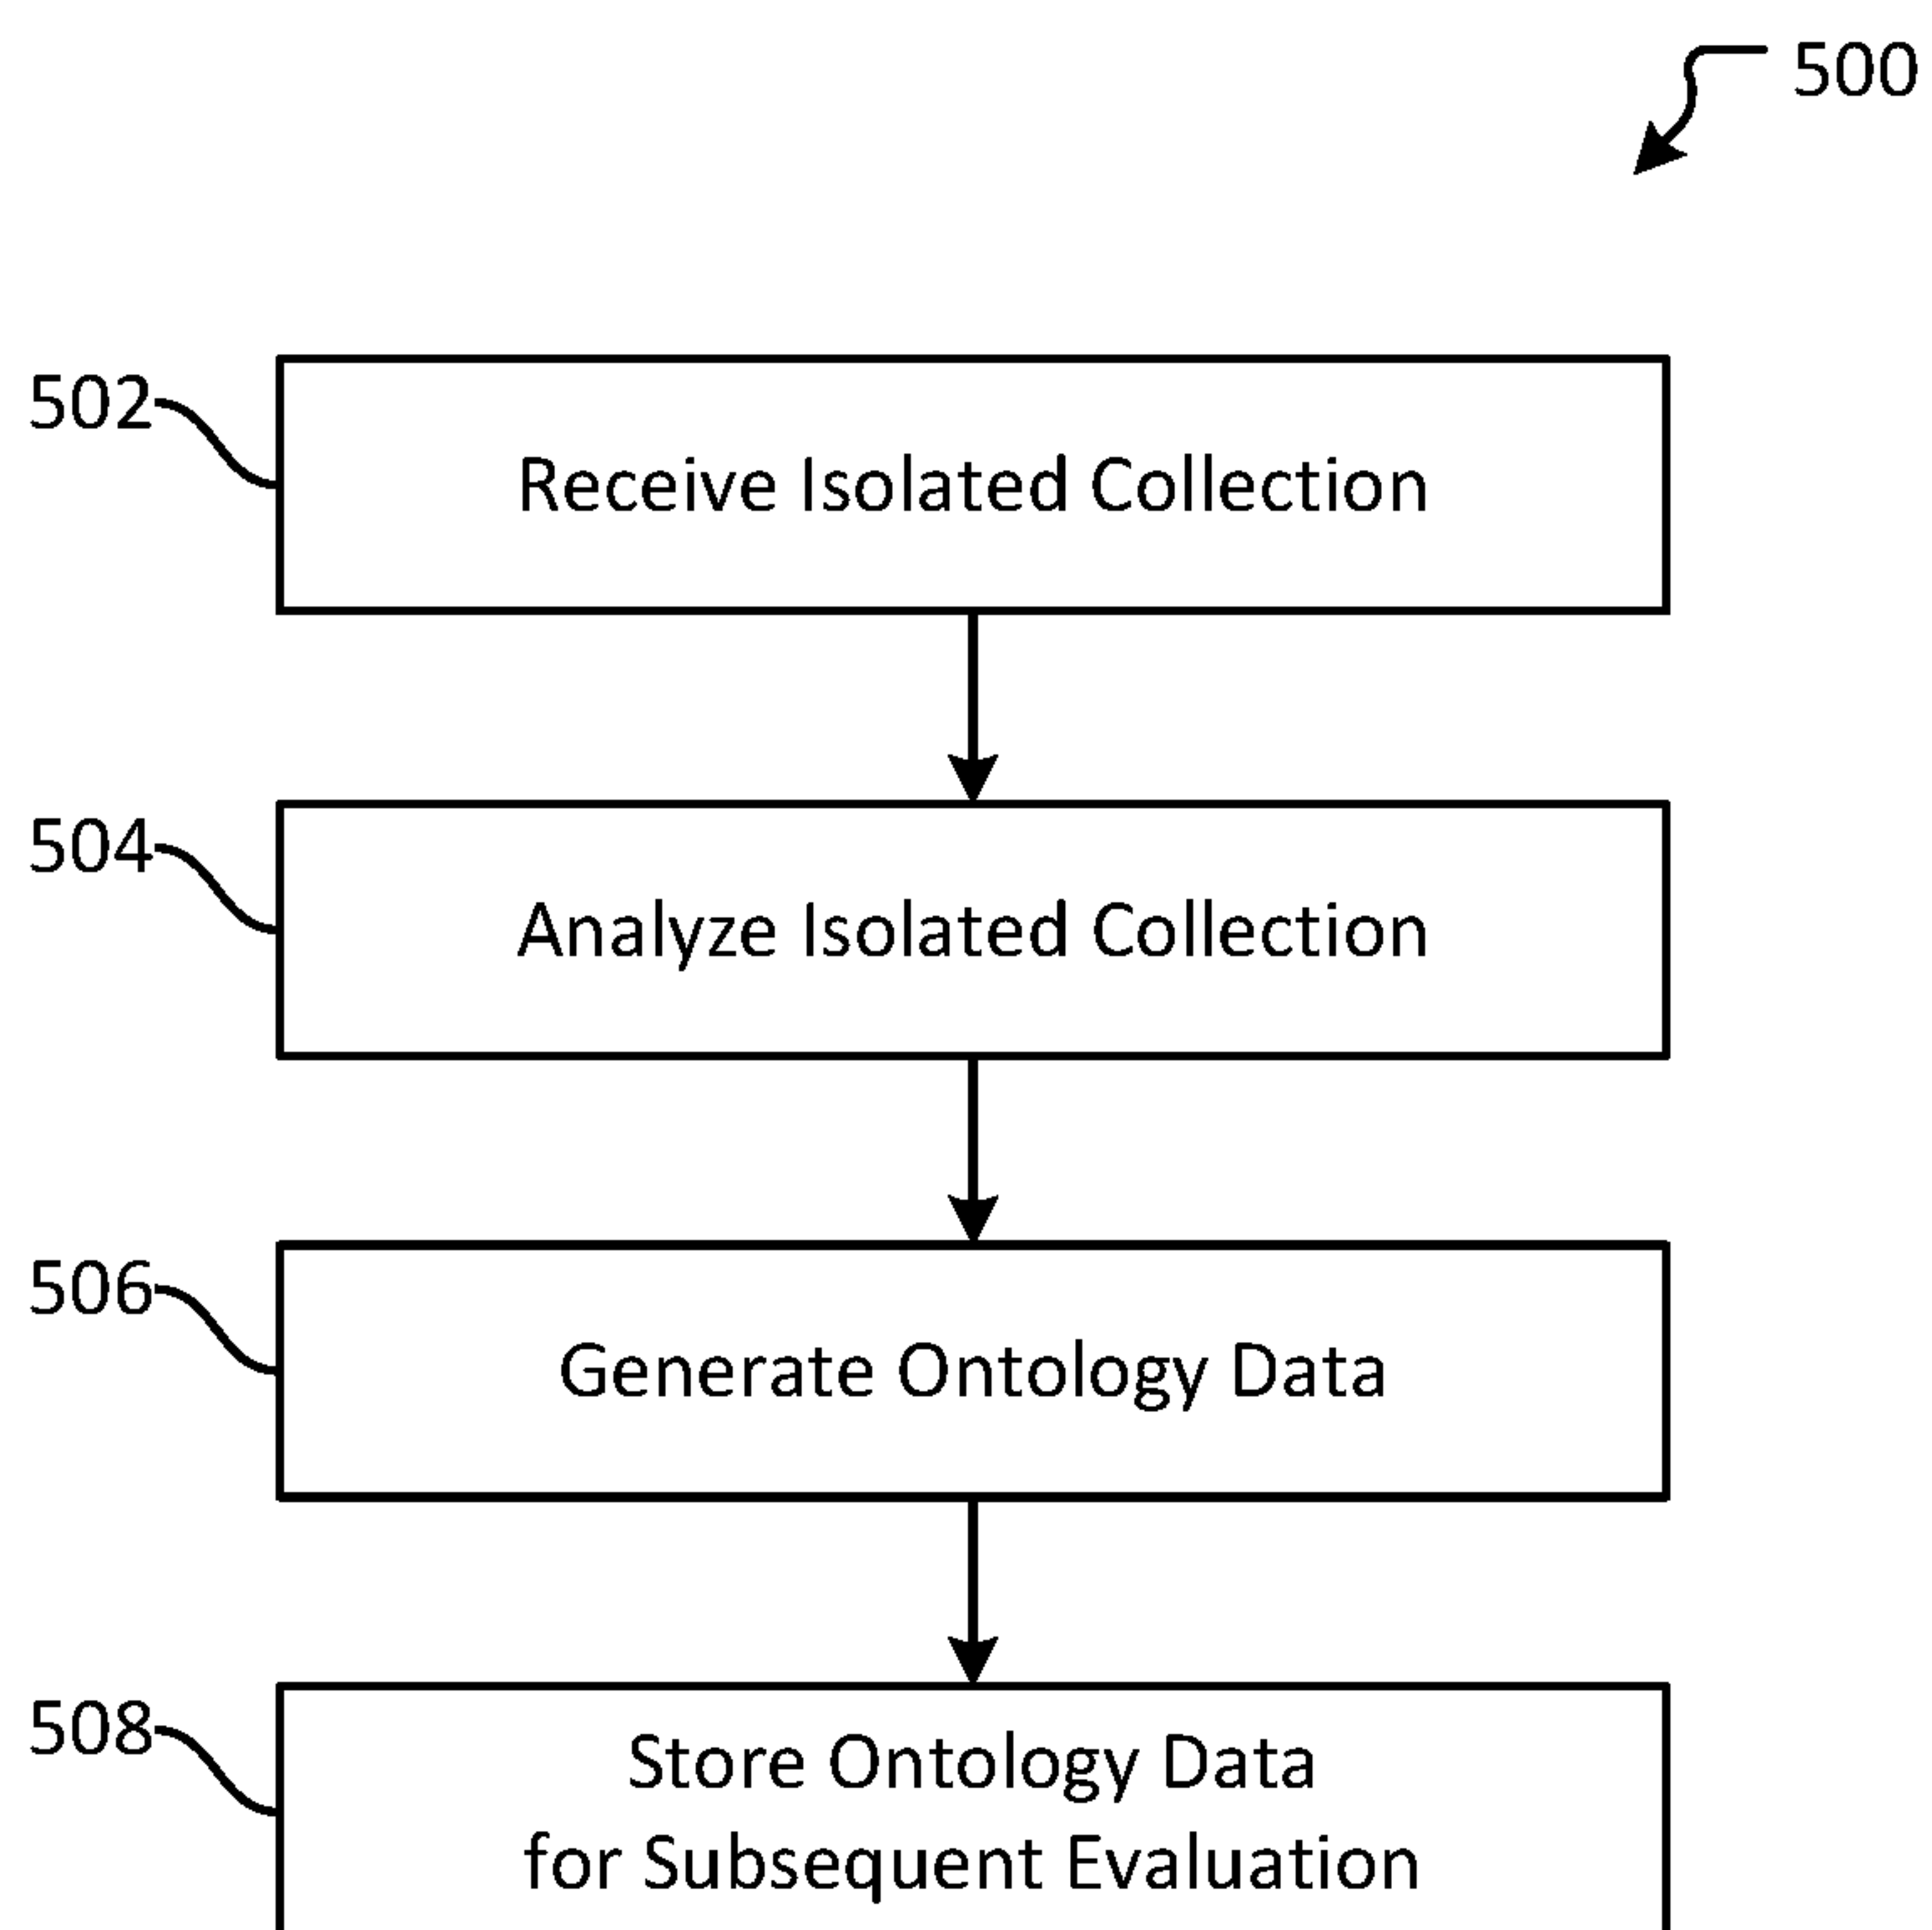 500
502
Receive Isolated Collection
504
Analyze Isolated Collection
506
Generate Ontology Data
508
Store Ontology Data
for Subsequent Evaluation